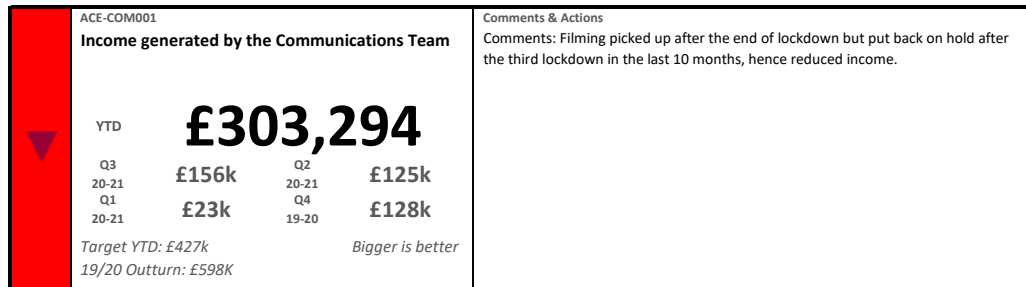 ACE-COM001
Income generated by the Communications Team
YTD £303,294
Q3 20-21 £156k Q2 20-21 £125k
Q1 20-21 £23k Q4 19-20 £128k
Target YTD: £427k Bigger is better
19/20 Outturn: £598K
Comments & Actions
Comments: Filming picked up after the end of lockdown but put back on hold after
the third lockdown in the last 10 months, hence reduced income.